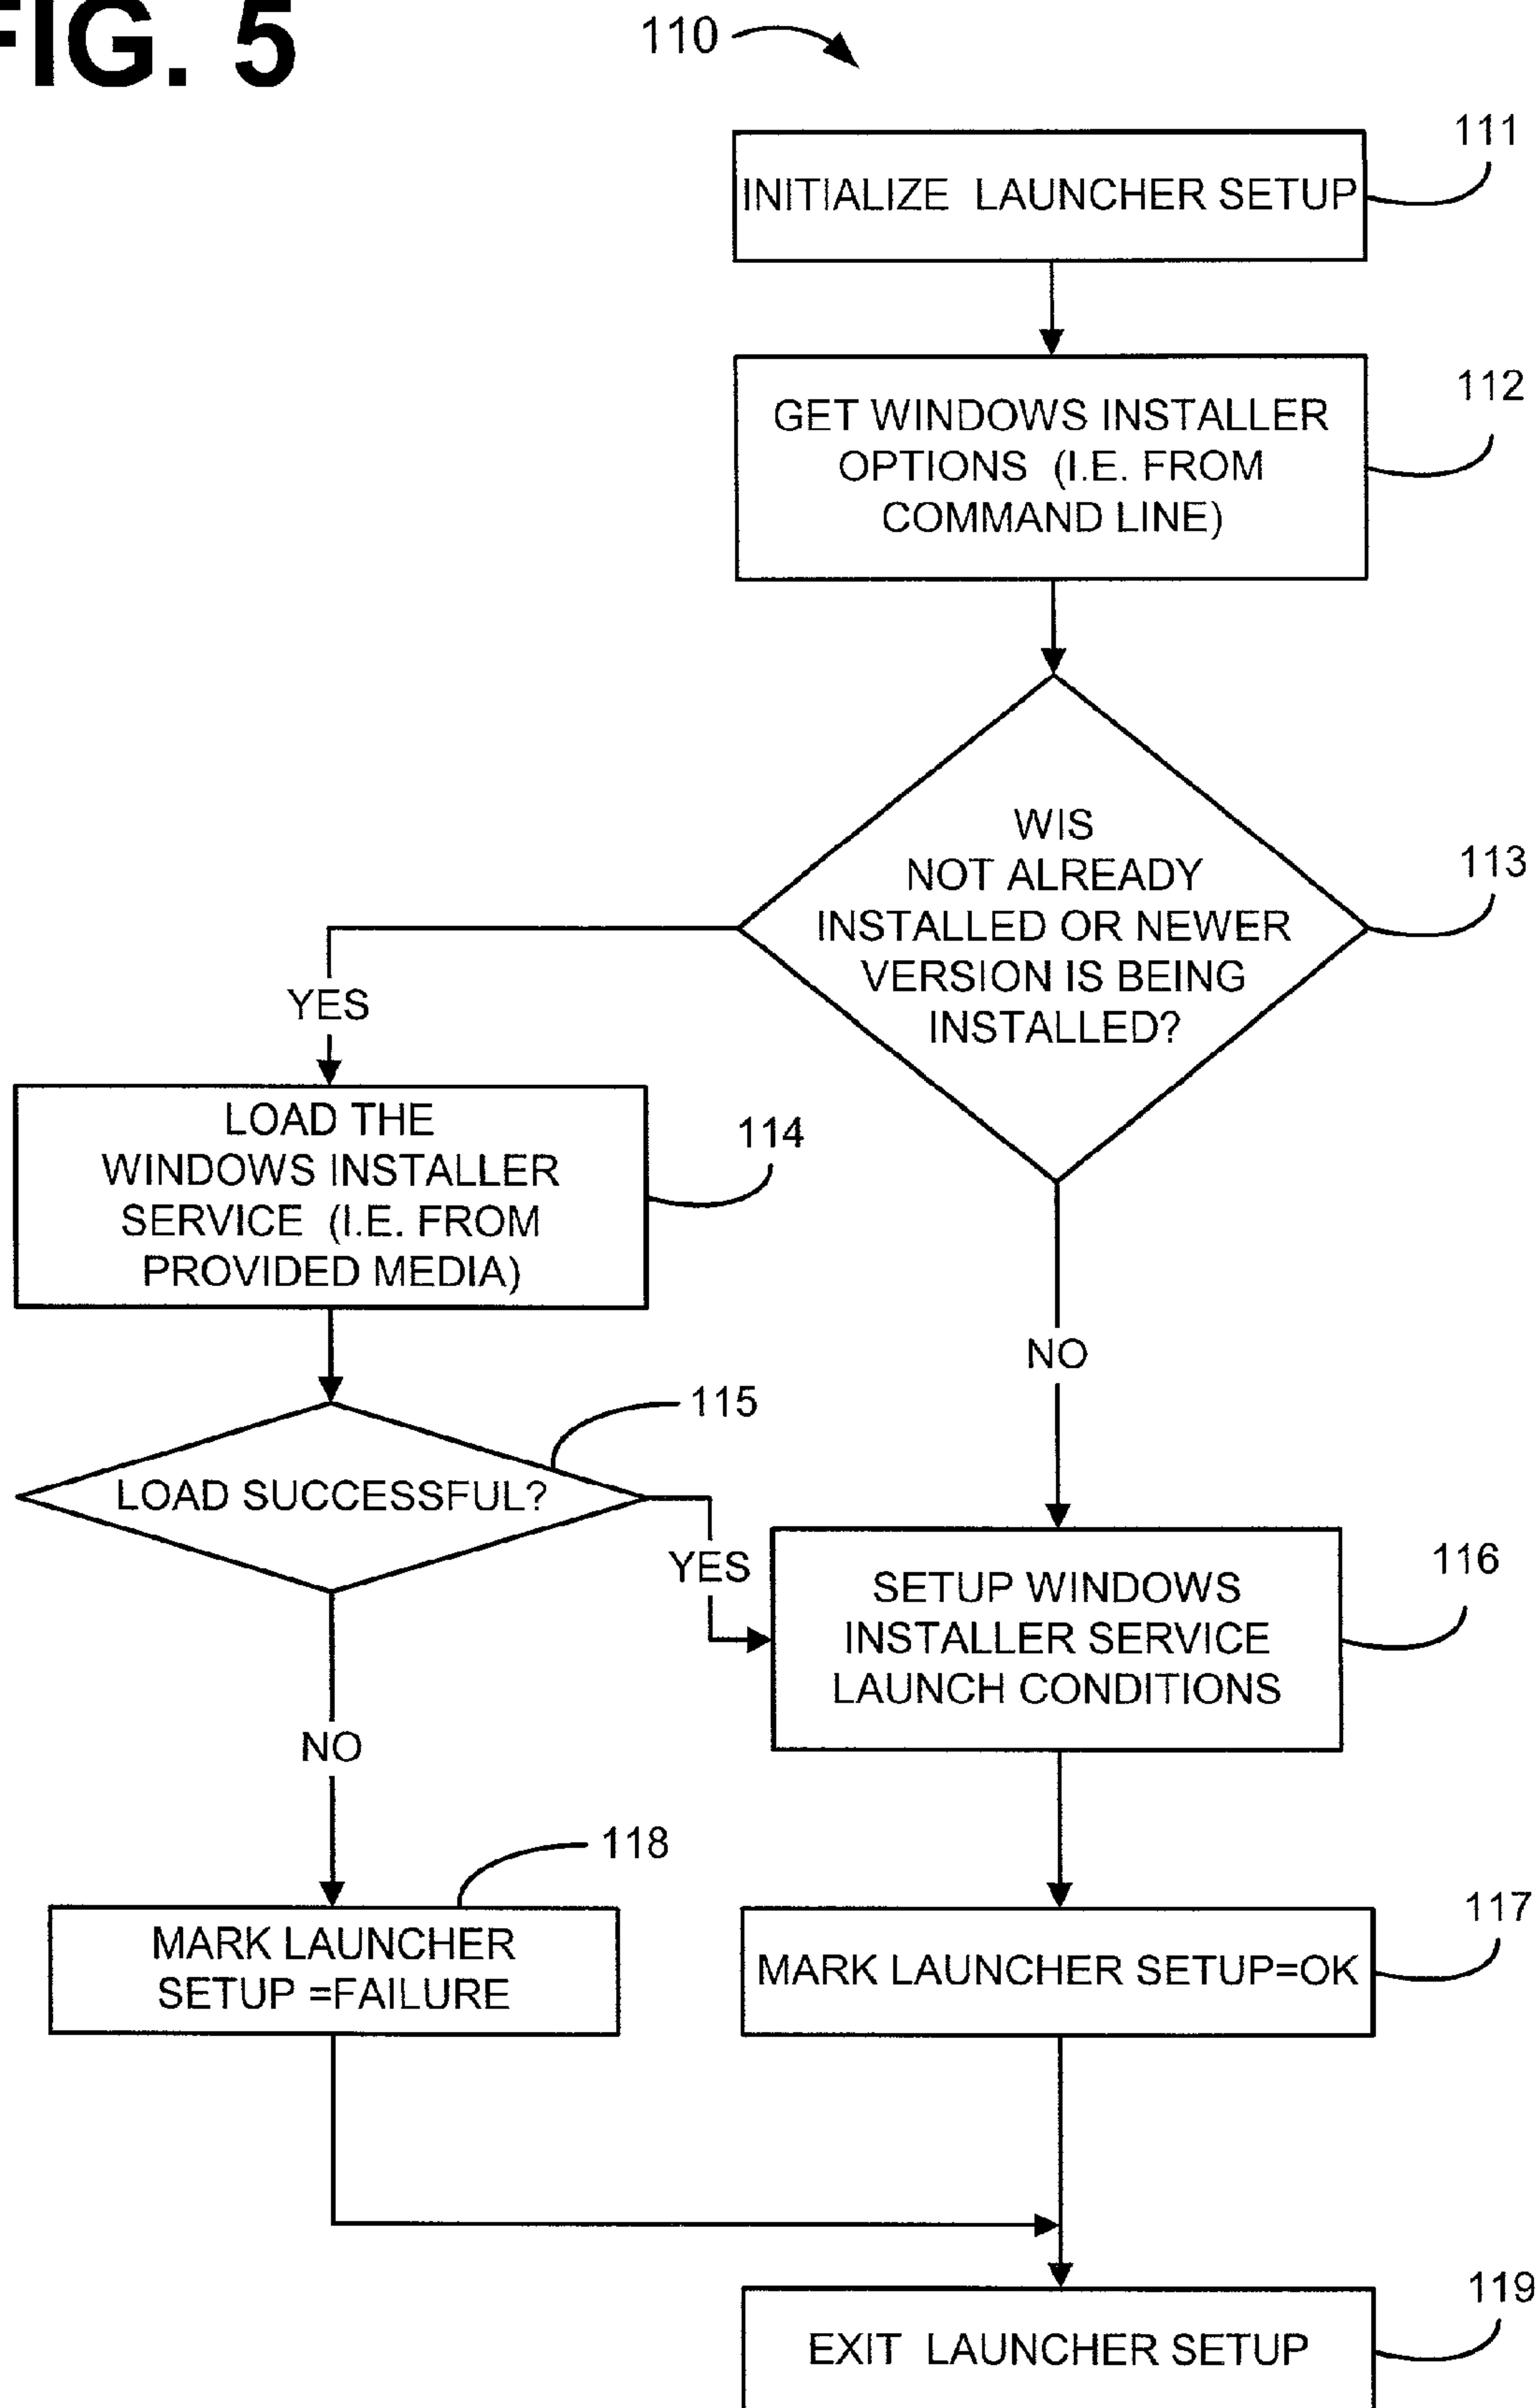 FIG. 5
110
111
INITIALIZE LAUNCHER SETUP
112
GET WINDOWS INSTALLER
OPTIONS (I.E. FROM
COMMAND LINE)
113
WIS
NOT ALREADY
INSTALLED OR NEWER
VERSION IS BEING
INSTALLED?
YES
114
LOAD THE
WINDOWS INSTALLER
SERVICE (I.E. FROM
PROVIDED MEDIA)
NO
115
LOAD SUCCESSFUL?
YES
116
SETUP WINDOWS
INSTALLER SERVICE
LAUNCH CONDITIONS
NO
118
MARK LAUNCHER
SETUP =FAILURE
117
MARK LAUNCHER SETUP=OK
119
EXIT LAUNCHER SETUP